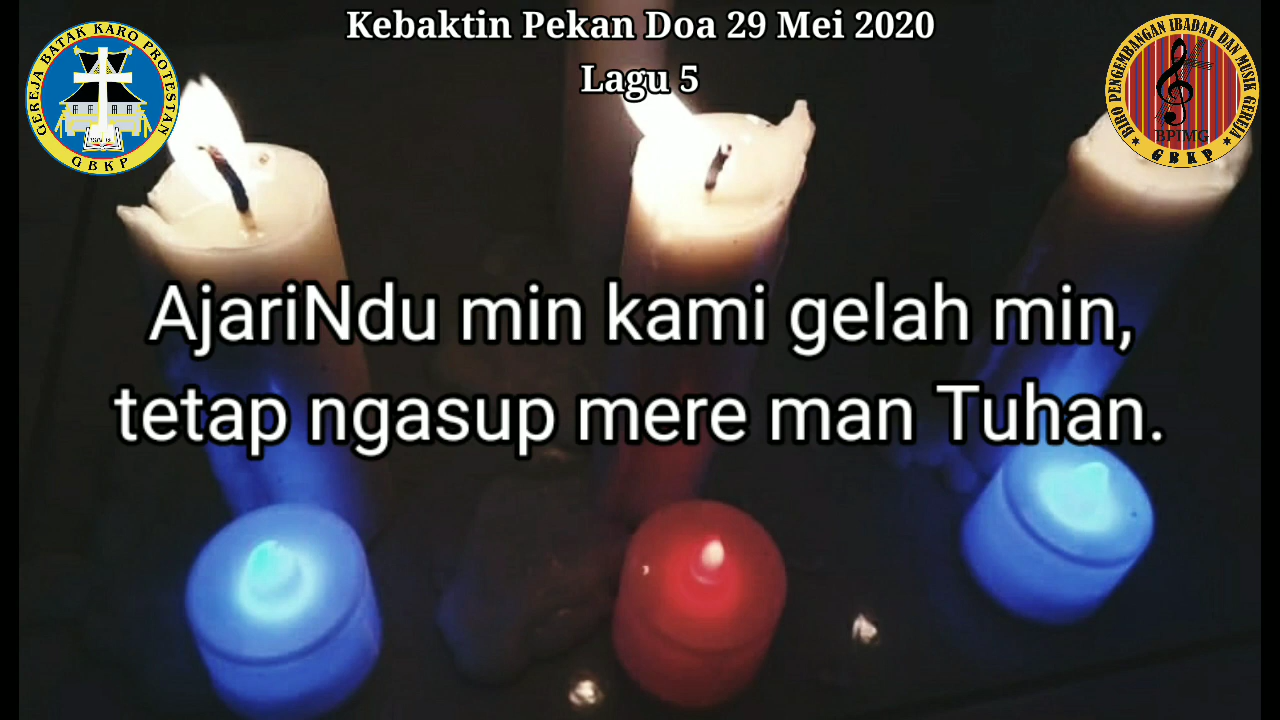 Kebaktin Pekan Doa 29 Mei 2020
Lagu 5
GEREJA BATAK KARO PROTESTAN
GBKP
BIRO PENGEMBANGAN IBADAH DAN MUSIK GEREJA
BPIMG
GBKP
AjariNdu min kami gelah min,
tetap ngasup mere man Tuhan.